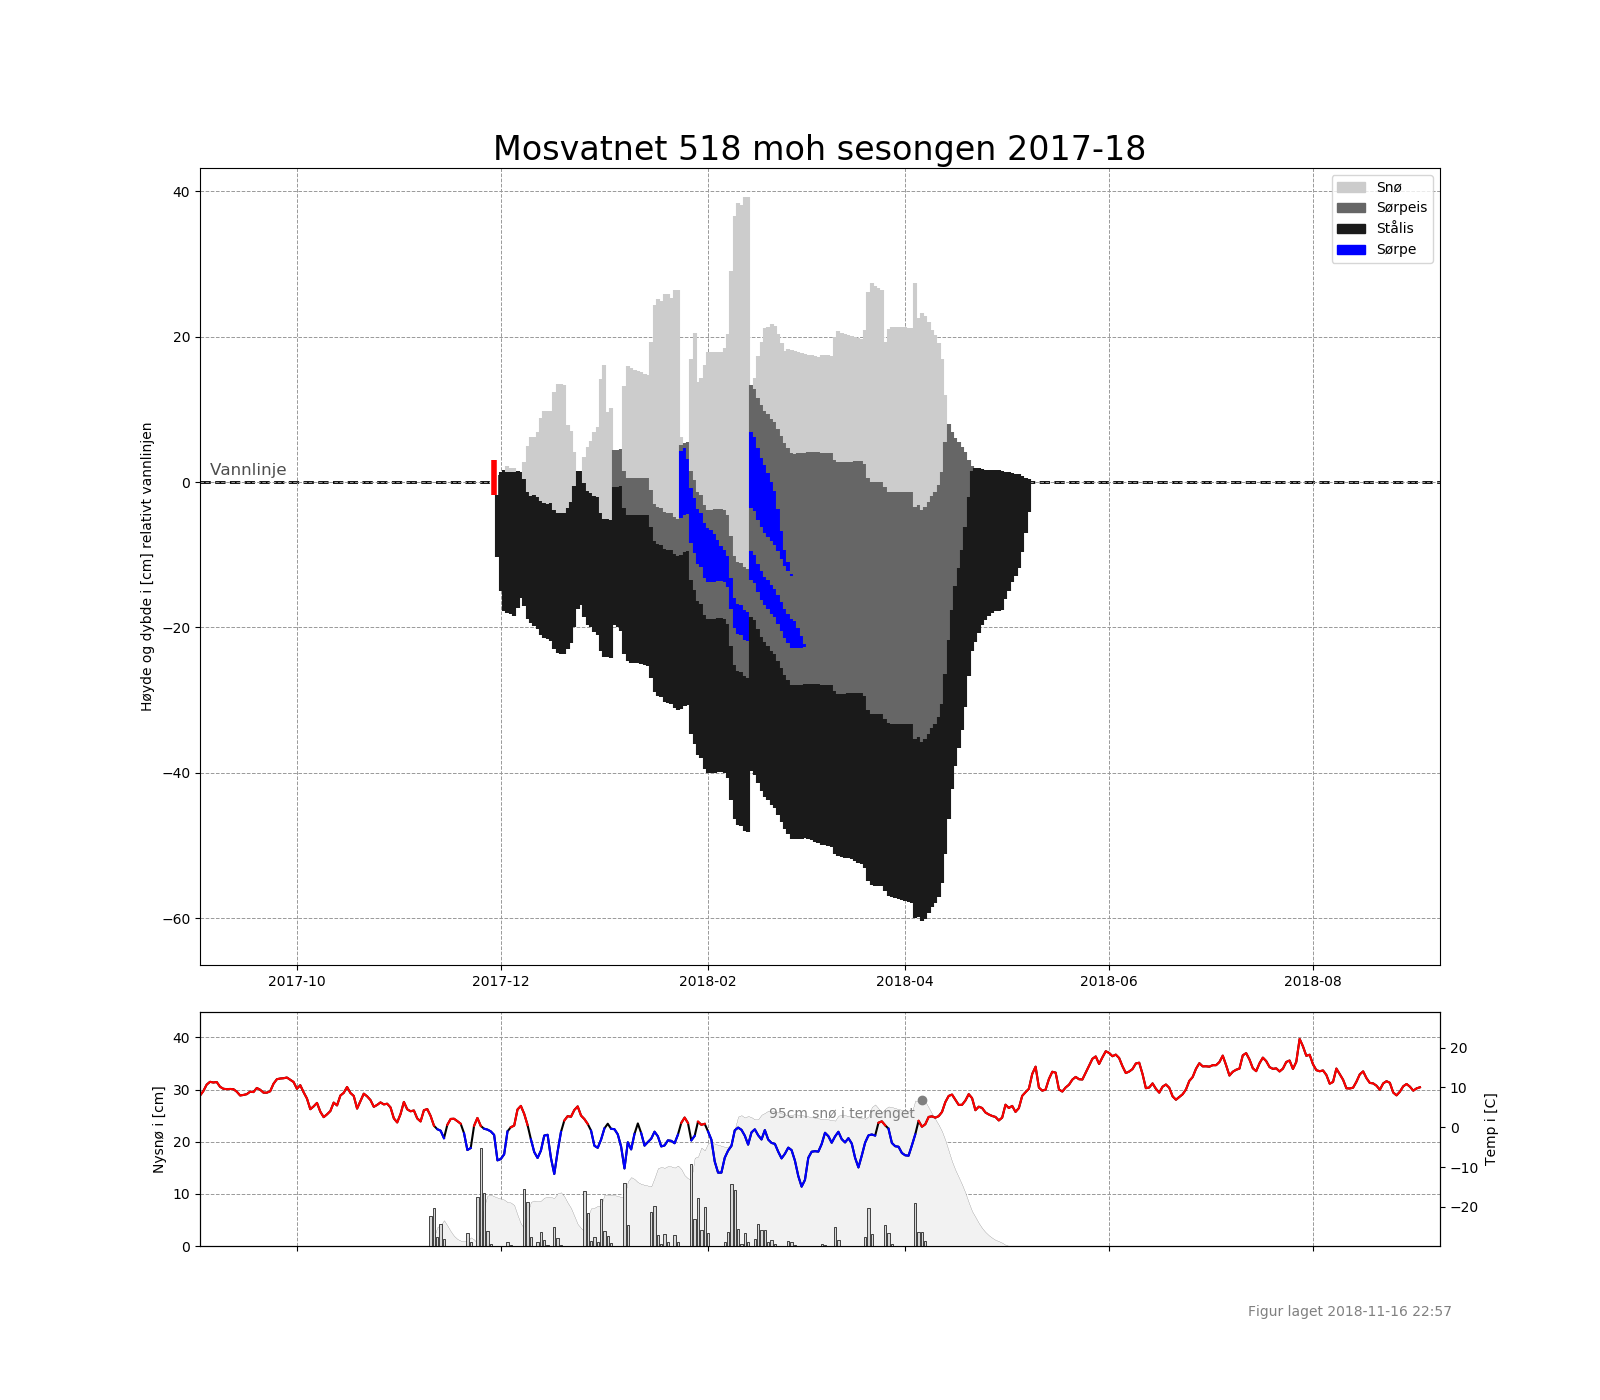 Mosvatnet 518 moh sesongen 2017-18
Høyde og dybde i [cm] relativt vannlinjen
40
20
0
−20
−40
−60
Vannlinje
Snø
Sørpeis
Stålis
Sørpe
2017-10
2017-12
2018-02
2018-04
2018-06
2018-08
Nysnø i [cm]
40
30
20
10
0
95cm snø i terrenget
20
10
0
−10
−20
Temp i [C]
Figur laget 2018-11-16 22:57